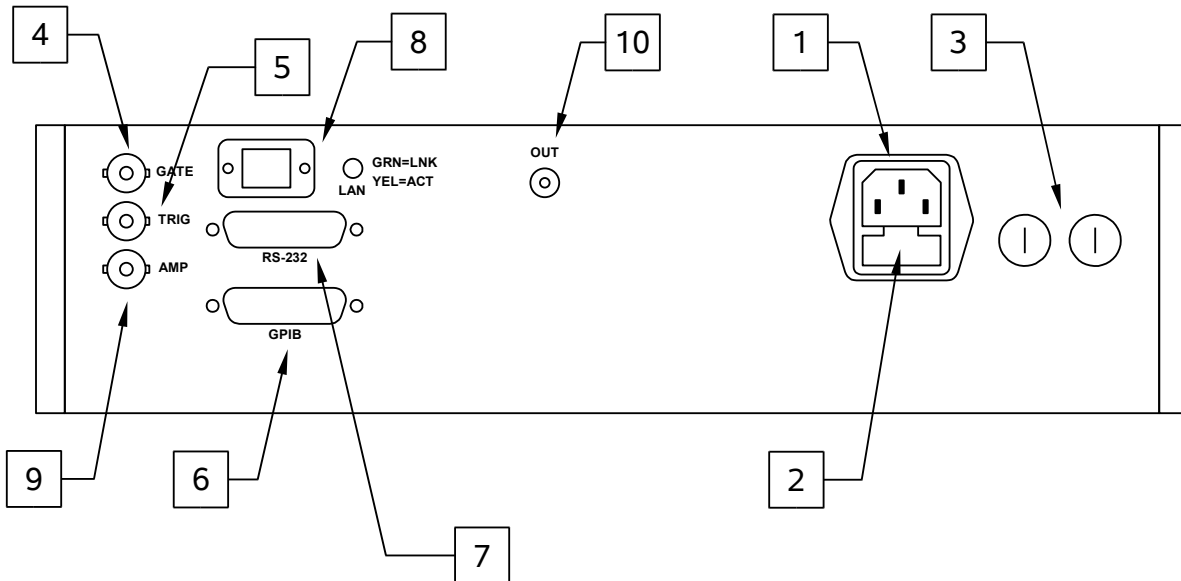 4
5
8
10
1
3
GATE
TRIG
AMP
LAN
GRN=LNK
YEL=ACT
RS-232
GPIB
OUT
9
6
7
2